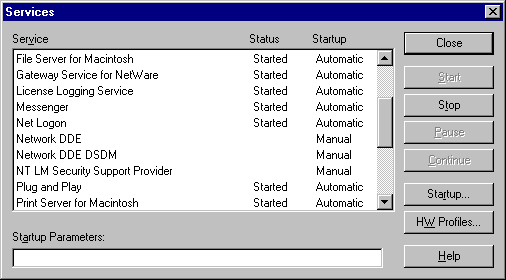 Services
Service Status Startup
File Server for Macintosh Started Automatic
Gateway Service for NetWare Started Automatic
License Logging Service Started Automatic
Messenger Started Automatic
Net Logon Started Automatic
Network DDE Manual
Network DDE DSDM Manual
NT LM Security Support Provider Manual
Plug and Play Started Automatic
Print Server for Macintosh Started Automatic
Startup Parameters:
Close
Start
Stop
Pause
Continue
Startup...
HW Profiles...
Help